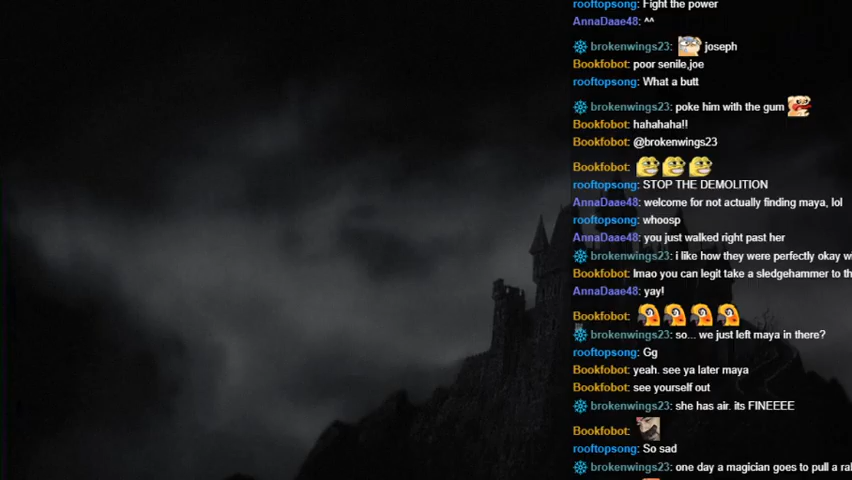 rooftopsong: Fight the power
AnnaDaae48: ^^
brokenwings23: joseph
Bookfobot: poor senile,joe
rooftopsong: What a butt
brokenwings23: poke him with the gum
Bookfobot: hahahaha!!
Bookfobot: @brokenwings23
Bookfobot:
rooftopsong: STOP THE DEMOLITION
AnnaDaae48: welcome for not actually finding maya, lol
rooftopsong: whoosp
AnnaDaae48: you just walked right past her
brokenwings23: i like how they were perfectly okay w
Bookfobot: lmao you can legit take a sledgehammer to th
AnnaDaae48: yay!
Bookfobot:
brokenwings23: so... we just left maya in there?
rooftopsong: Gg
Bookfobot: yeah. see ya later maya
Bookfobot: see yourself out
brokenwings23: she has air. its FINEEEE
Bookfobot:
rooftopsong: So sad
brokenwings23: one day a magician goes to pull a ra